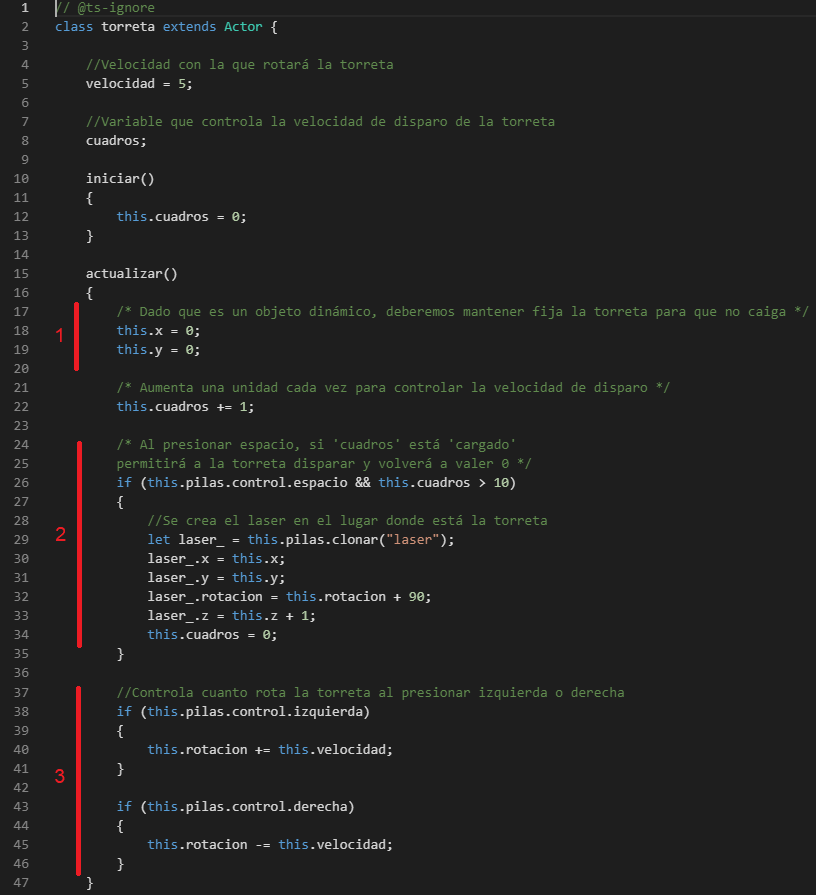 1 // @ts-ignore
2 class torreta extends Actor {
3
4 //Velocidad con la que rotará la torreta
5 velocidad = 5;
6
7 //Variable que controla la velocidad de disparo de la torreta
8 cuadros;
9
10 iniciar()
11 {
12 this.cuadros = 0;
13 }
14
15 actualizar()
16 {
17 /* Dado que es un objeto dinámico, deberemos mantener fija la torreta para que no caiga */
1
18 this.x = 0;
19 this.y = 0;
20
21 /* Aumenta una unidad cada vez para controlar la velocidad de disparo */
22 this.cuadros += 1;
23
24 /* Al presionar espacio, si 'cuadros' está 'cargado'
25 permitirá a la torreta disparar y volverá a valer 0 */
26 if (this.pilas.control.espacio && this.cuadros > 10)
27 {
28 //Se crea el laser en el lugar donde está la torreta
2
29 let laser_ = this.pilas.clonar("laser");
30 laser_.x = this.x;
31 laser_.y = this.y;
32 laser_.rotacion = this.rotacion + 90;
33 laser_.z = this.z + 1;
34 this.cuadros = 0;
35 }
36
37 //Controla cuanto rota la torreta al presionar izquierda o derecha
38 if (this.pilas.control.izquierda)
39 {
40 this.rotacion += this.velocidad;
41 }
3
42
43 if (this.pilas.control.derecha)
44 {
45 this.rotacion -= this.velocidad;
46 }
47 }